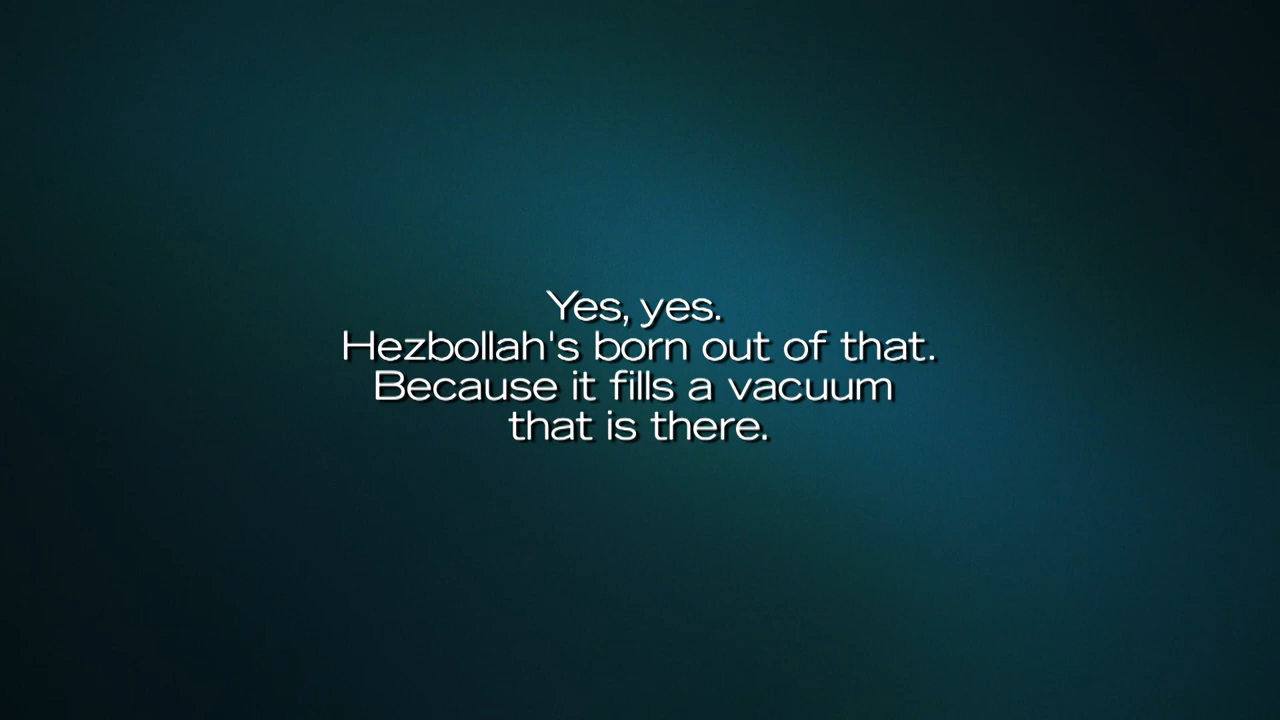 Yes, yes.
Hezbollah's born out of that.
Because it fills a vacuum
that is there.